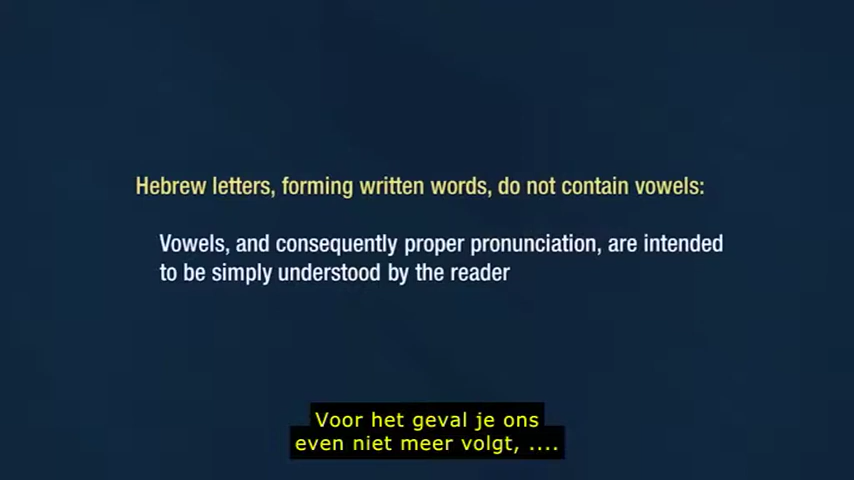 Hebrew letters, forming written words, do not contain vowels:
Vowels, and consequently proper pronunciation, are intended
to be simply understood by the reader
Voor het geval je ons
even niet meer volgt, ....